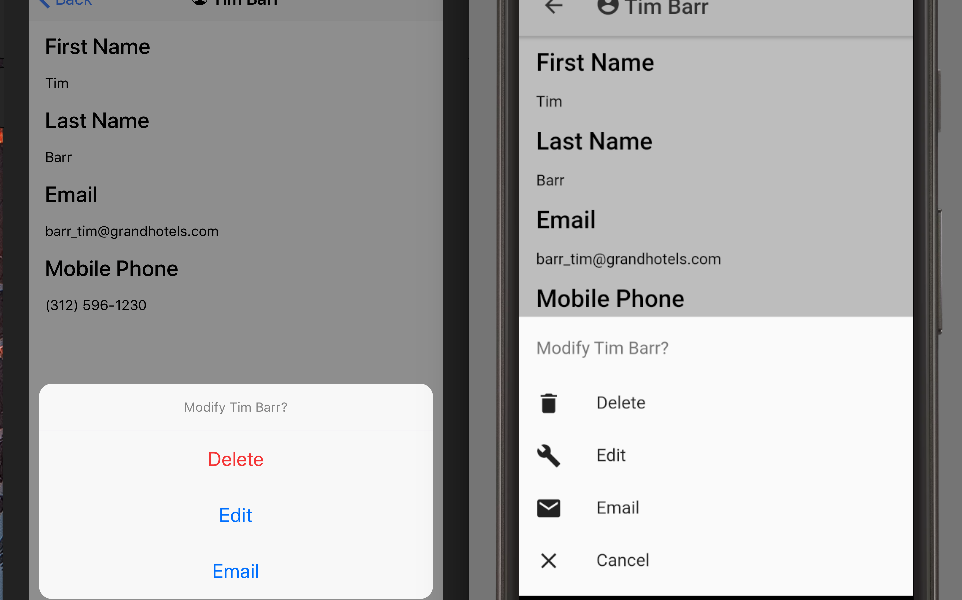 Back
Tim Barr
First Name
Tim
Last Name
Barr
Email
barr_tim@grandhotels.com
Mobile Phone
(312) 596-1230
Modify Tim Barr?
Delete
Edit
Email
Tim Barr
First Name
Tim
Last Name
Barr
Email
barr_tim@grandhotels.com
Mobile Phone
Modify Tim Barr?
Delete
Edit
Email
Cancel